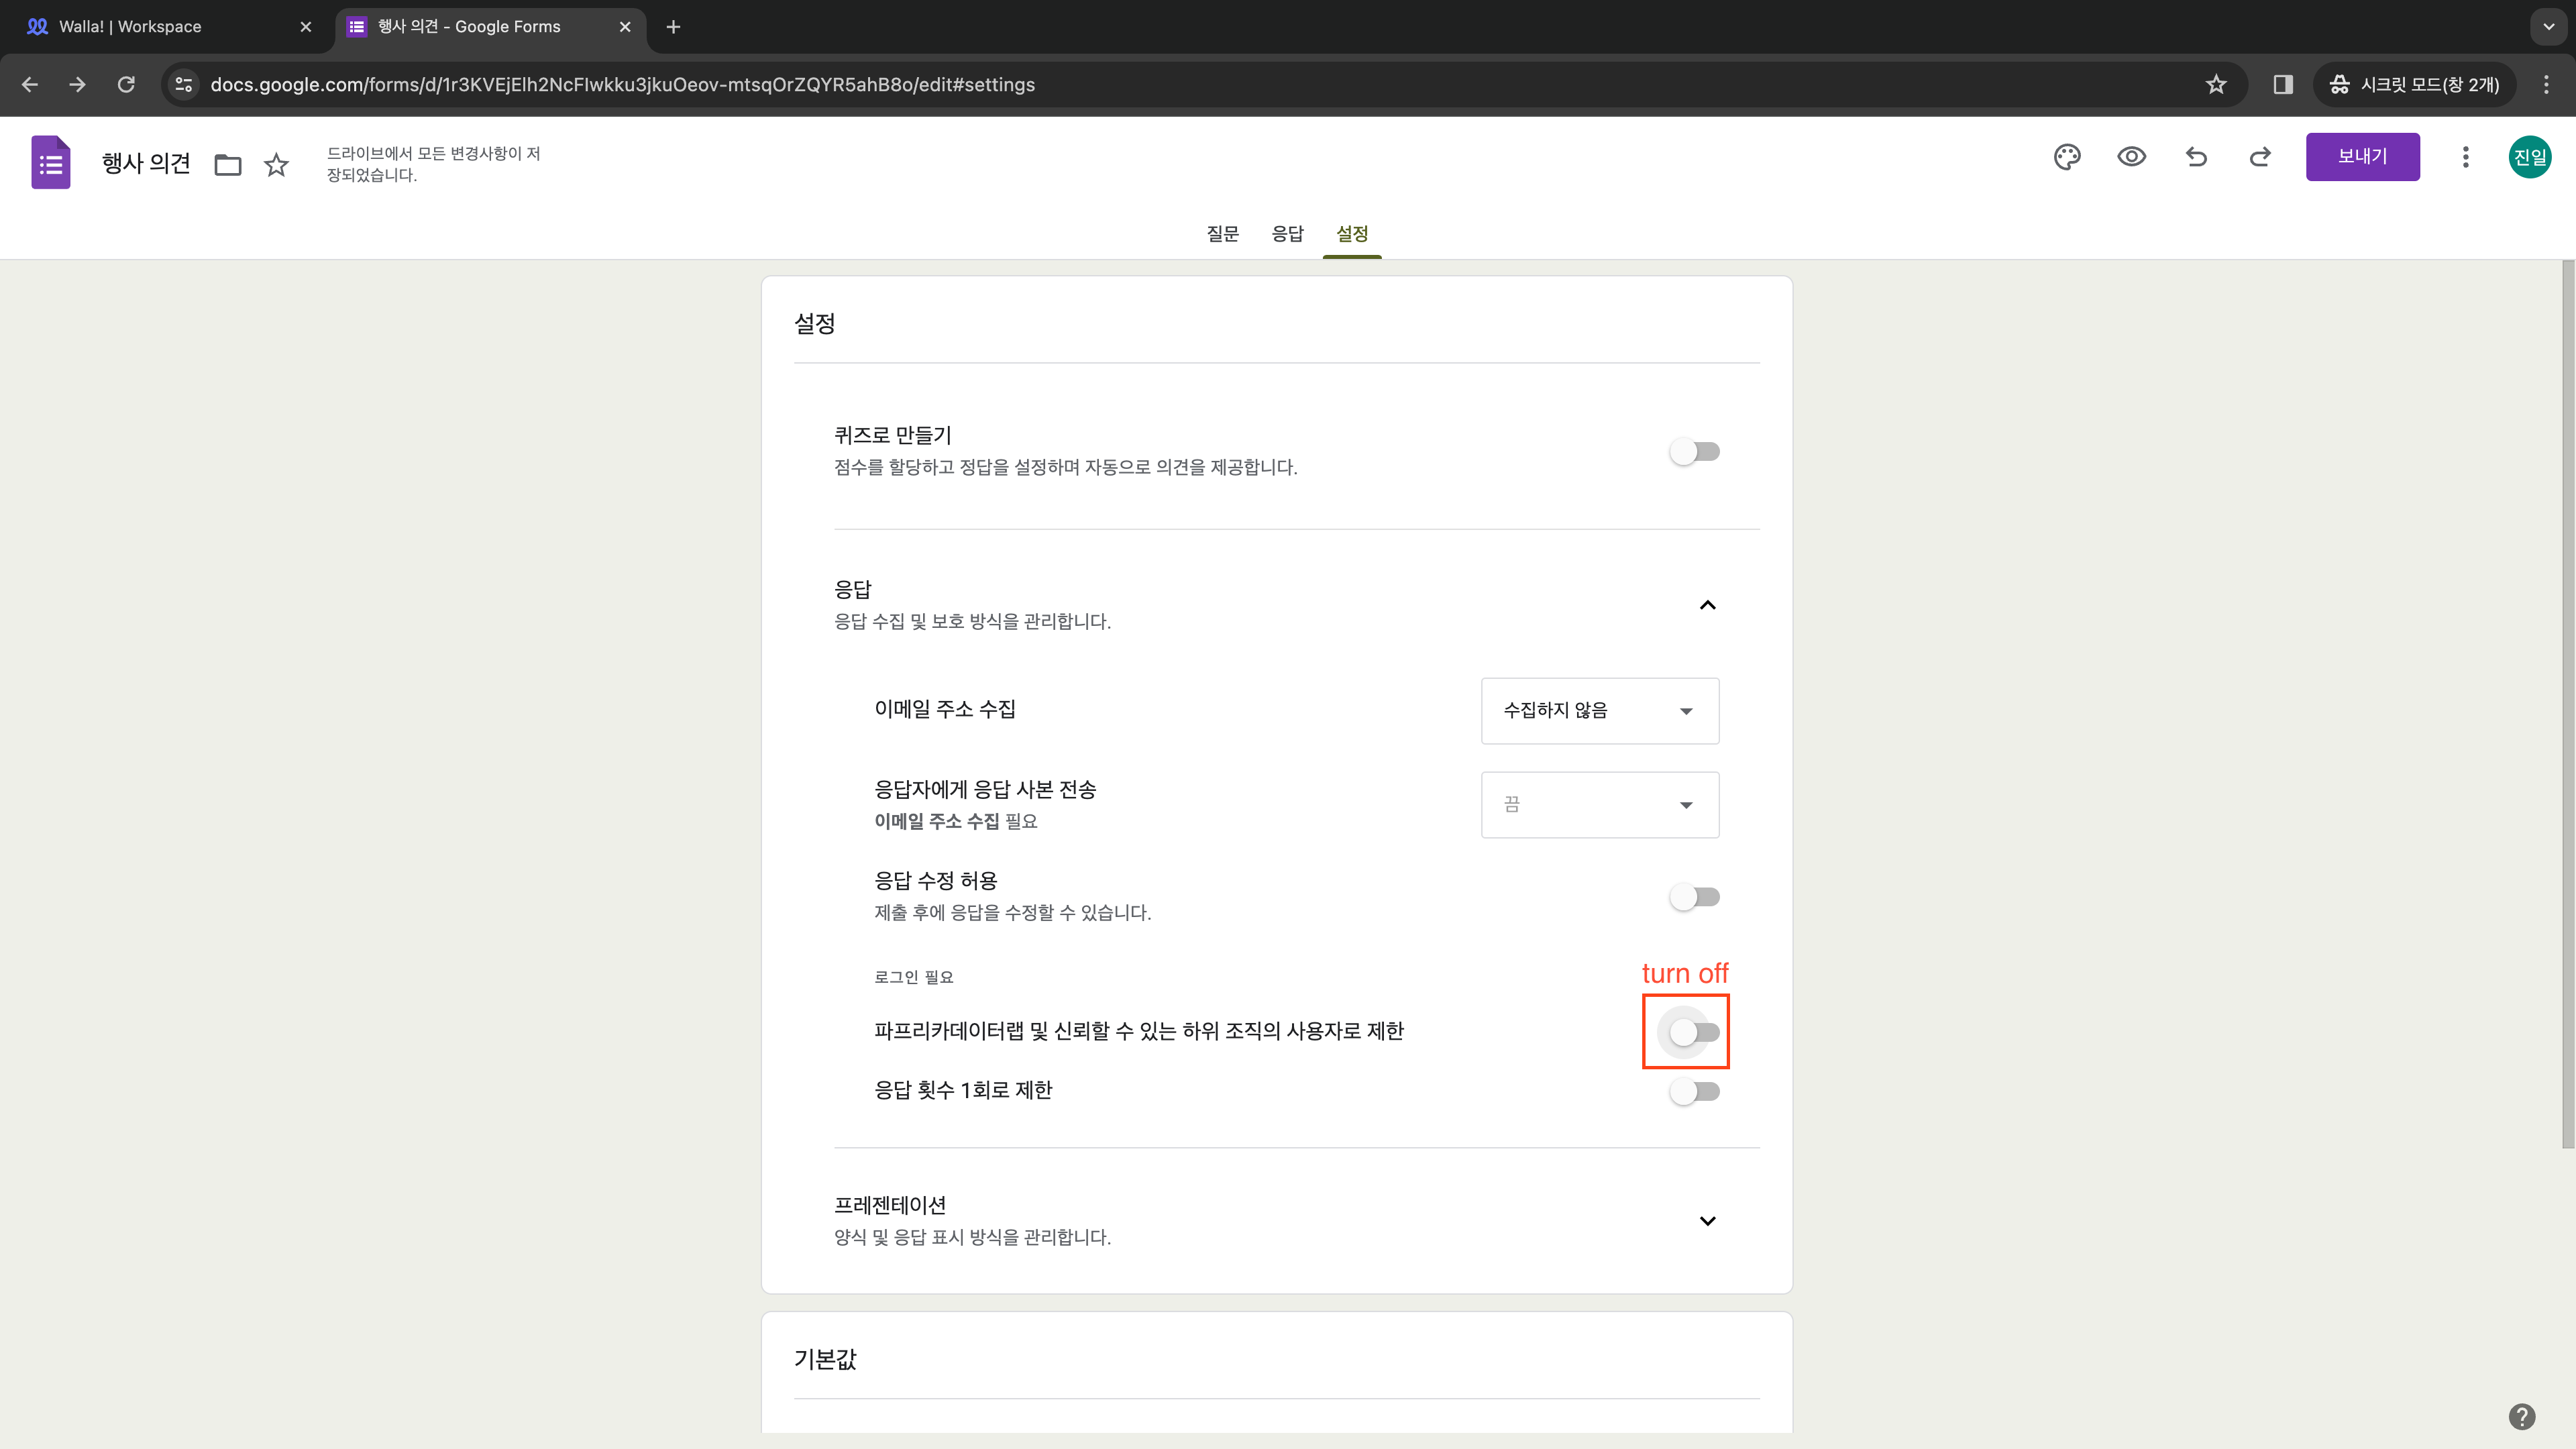 Walla! | Workspace
행사 의견 - Google Forms
docs.google.com/forms/d/1r3KVEjElh2NcFIwkku3jkuOeov-mtsqOrZQYR5ahB8o/edit#settings
시크릿 모드(창 2개)
행사 의견
드라이브에서 모든 변경사항이 저
장되었습니다.
보내기
진일
질문
응답
설정
설정
퀴즈로 만들기
점수를 할당하고 정답을 설정하며 자동으로 의견을 제공합니다.
응답
응답 수집 및 보호 방식을 관리합니다.
이메일 주소 수집
수집하지 않음
응답자에게 응답 사본 전송
이메일 주소 수집 필요
끔
응답 수정 허용
제출 후에 응답을 수정할 수 있습니다.
로그인 필요
turn off
파프리카데이터랩 및 신뢰할 수 있는 하위 조직의 사용자로 제한
응답 횟수 1회로 제한
프레젠테이션
양식 및 응답 표시 방식을 관리합니다.
기본값